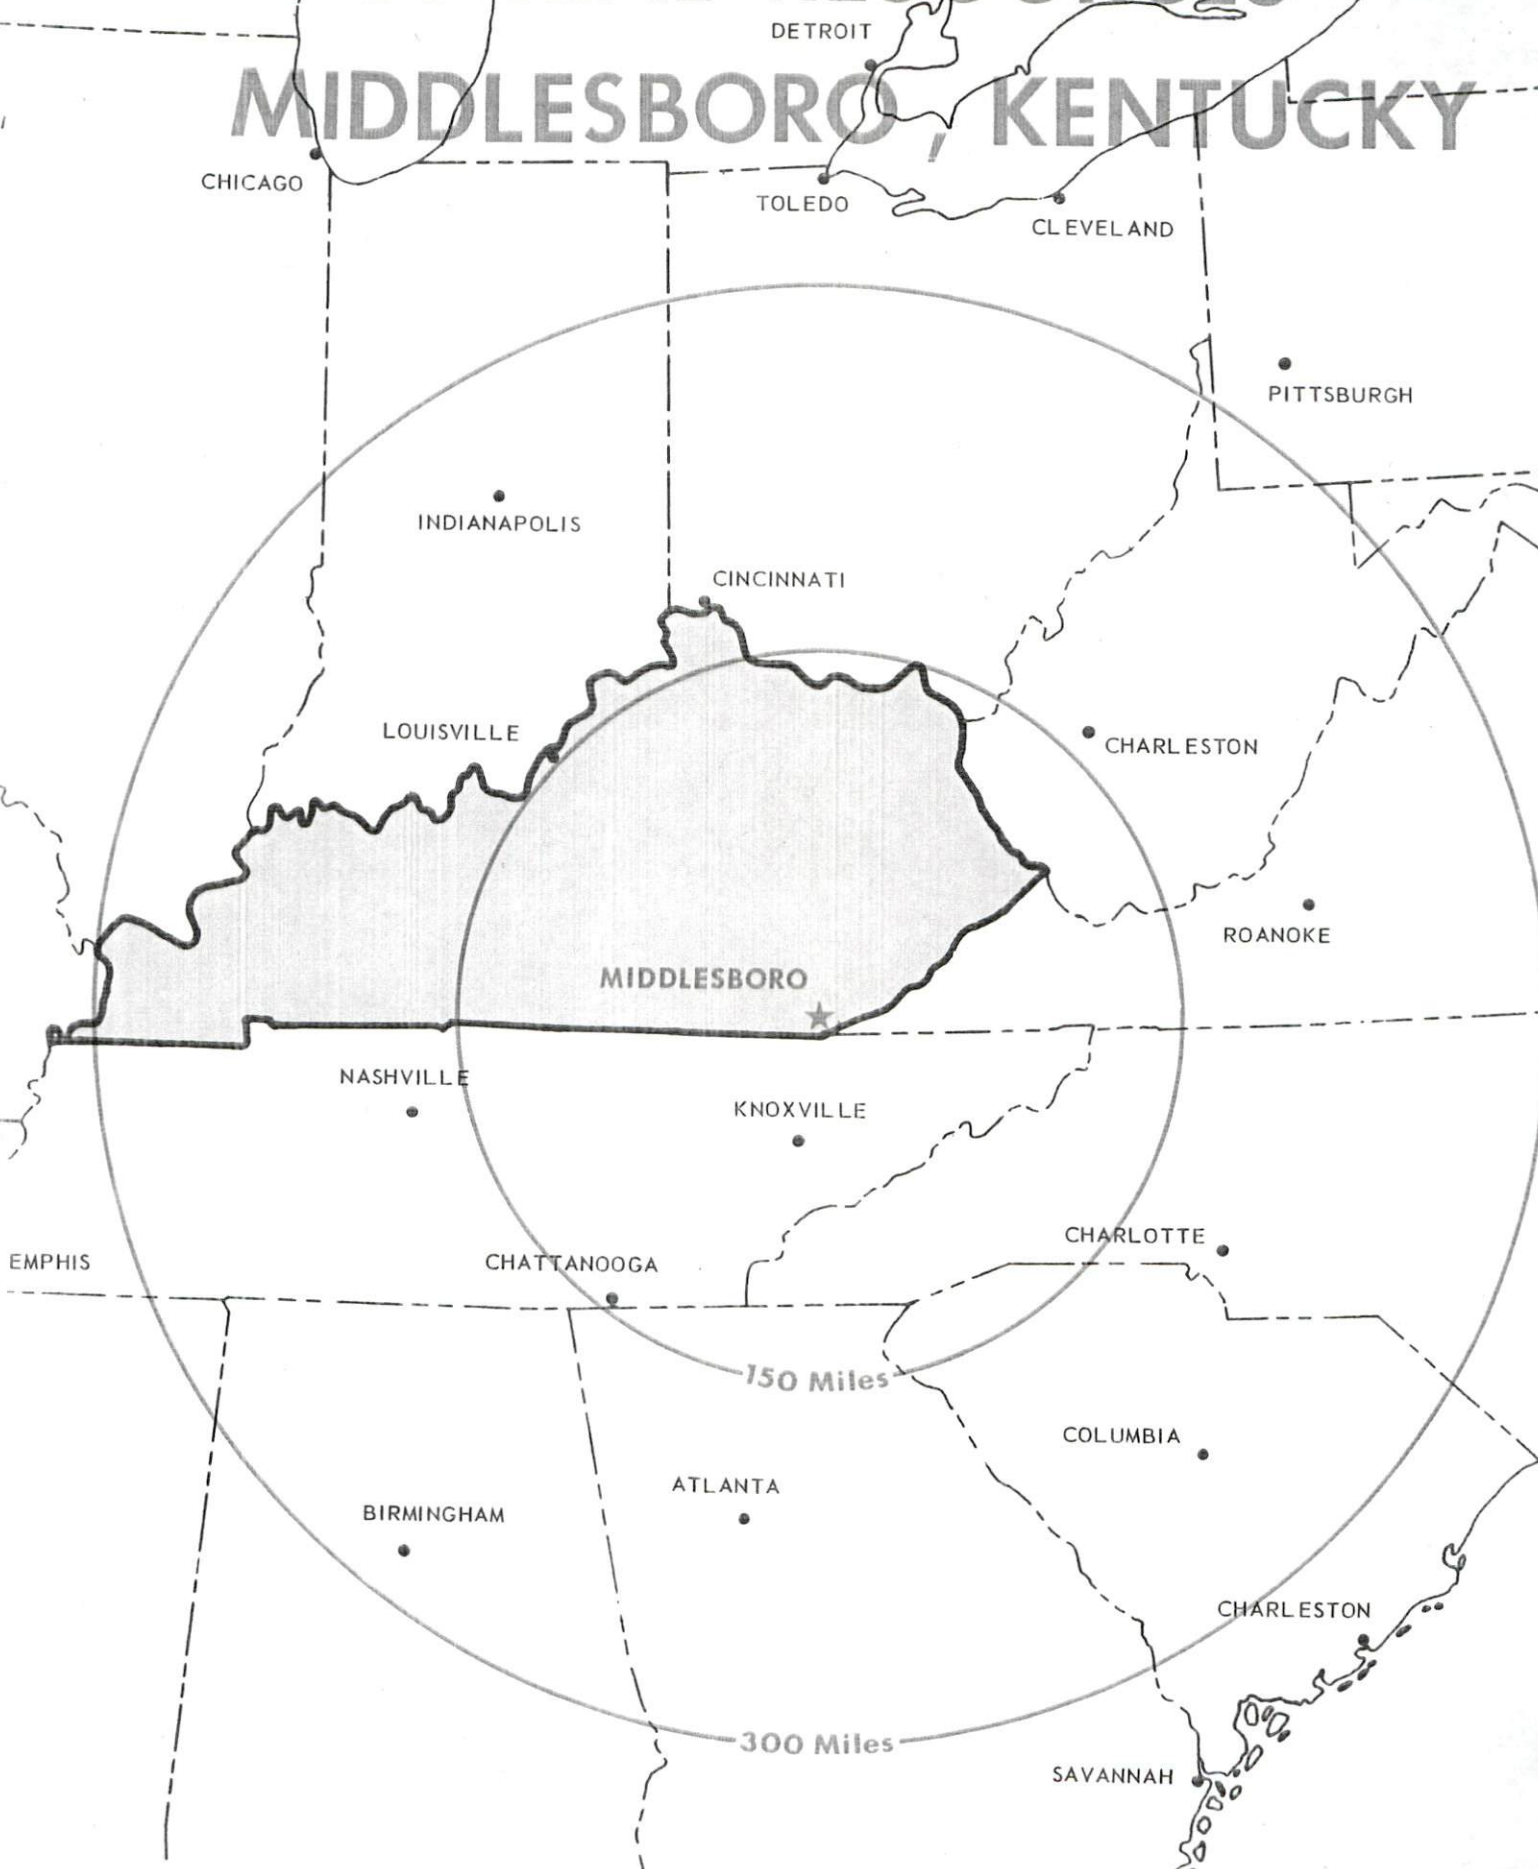 DETROIT
MIDDLESBORO, KENTUCKY
CHICAGO
TOLEDO
CLEVELAND
PITTSBURGH
INDIANAPOLIS
CINCINNATI
LOUISVILLE
CHARLESTON
ROANOKE
MIDDLESBORO
NASHVILLE
KNOXVILLE
CHARLOTTE
EMPHIS
CHATTANOOGA
150 Miles
COLUMBIA
ATLANTA
BIRMINGHAM
CHARLESTON
300 Miles
SAVANNAH